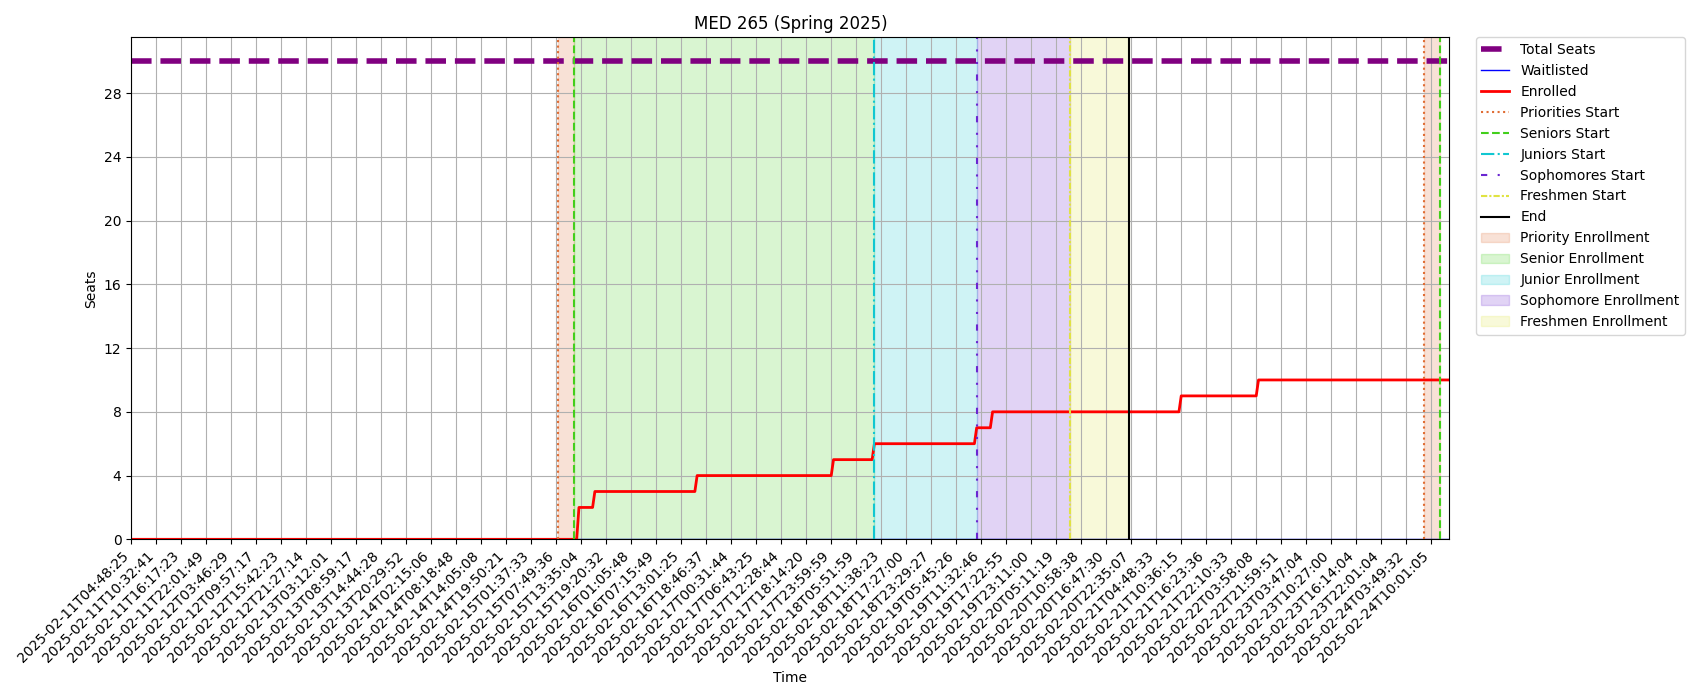 MED 265 (Spring 2025)
Total Seats
Waitlisted
Enrolled
Priorities Start
Seniors Start
Juniors Start
Sophomores Start
Freshmen Start
End
Priority Enrollment
Senior Enrollment
Junior Enrollment
Sophomore Enrollment
Freshmen Enrollment
Seats
28
24
20
16
12
8
4
0
2025-02-11T04:48:25
2025-02-11T10:32:41
2025-02-11T16:17:23
2025-02-11T22:01:49
2025-02-12T03:46:29
2025-02-12T09:57:17
2025-02-12T15:42:23
2025-02-12T21:27:14
2025-02-13T03:12:01
2025-02-13T08:59:17
2025-02-13T14:44:28
2025-02-13T20:29:52
2025-02-14T02:15:06
2025-02-14T08:18:48
2025-02-14T14:05:08
2025-02-14T19:50:21
2025-02-15T01:37:33
2025-02-15T07:49:36
2025-02-15T13:35:04
2025-02-15T19:20:32
2025-02-16T01:05:48
2025-02-16T07:15:49
2025-02-16T13:01:25
2025-02-16T18:46:37
2025-02-17T00:31:44
2025-02-17T06:43:25
2025-02-17T12:28:44
2025-02-17T18:14:20
2025-02-17T23:59:59
2025-02-18T05:51:59
2025-02-18T11:38:23
2025-02-18T17:27:00
2025-02-18T23:29:27
2025-02-19T05:45:26
2025-02-19T11:32:46
2025-02-19T17:22:55
2025-02-19T23:11:00
2025-02-20T05:11:19
2025-02-20T10:58:38
2025-02-20T16:47:30
2025-02-20T22:35:07
2025-02-21T04:48:33
2025-02-21T10:36:15
2025-02-21T16:23:36
2025-02-21T22:10:33
2025-02-22T03:58:08
2025-02-22T21:59:51
2025-02-23T03:47:04
2025-02-23T10:27:00
2025-02-23T16:14:04
2025-02-23T22:01:04
2025-02-24T03:49:32
2025-02-24T10:01:05
Time